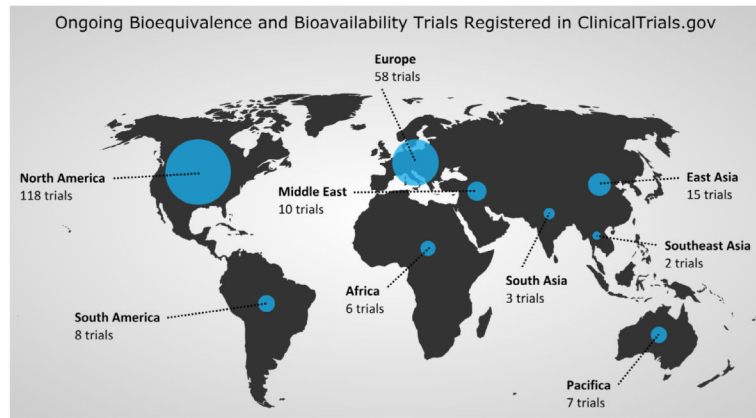 Ongoing Bioequivalence and Bioavailability Trials Registered in ClinicalTrials.gov
Europe
58 trials
North America
118 trials
Middle East
10 trials
East Asia
15 trials
Southeast Asia
2 trials
South Asia
3 trials
Africa
6 trials
South America
8 trials
Pacifica
7 trials